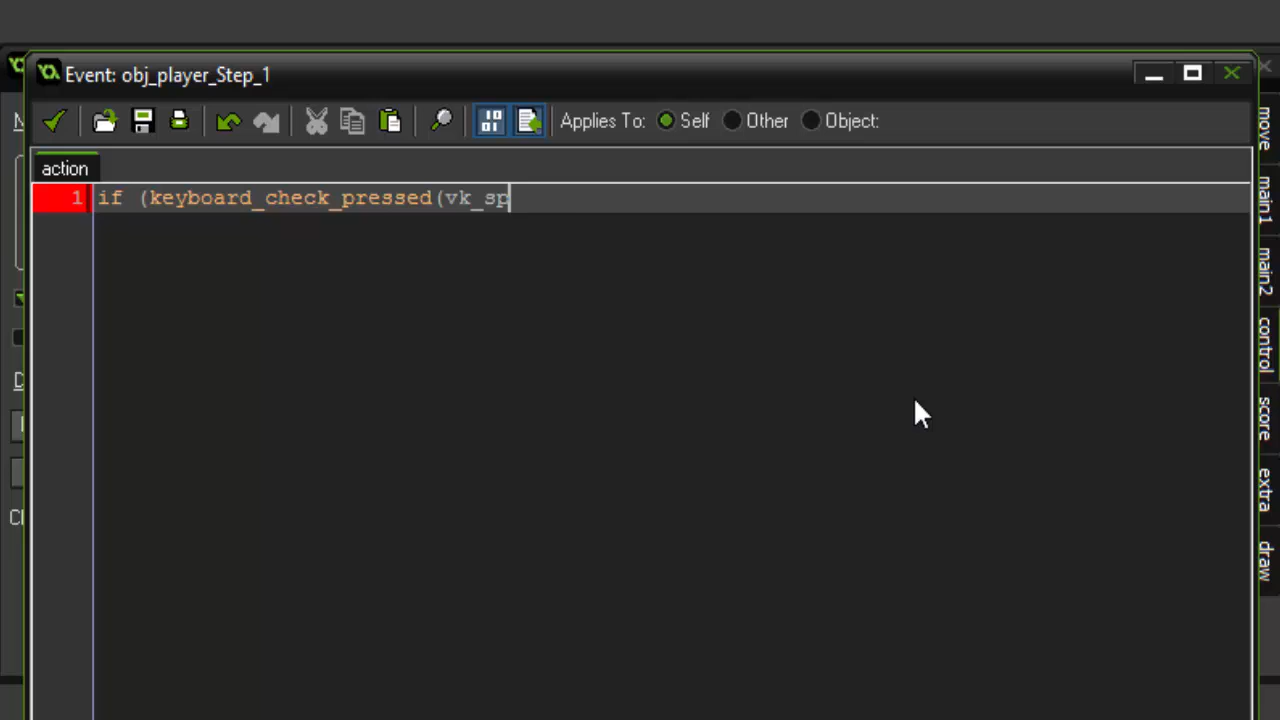 Event: obj_player_Step_1
Applies To: Self Other Object:
action
1 if (keyboard_check_pressed(vk_sp
move
main1
main2
control
score
extra
draw
N
D
Cl